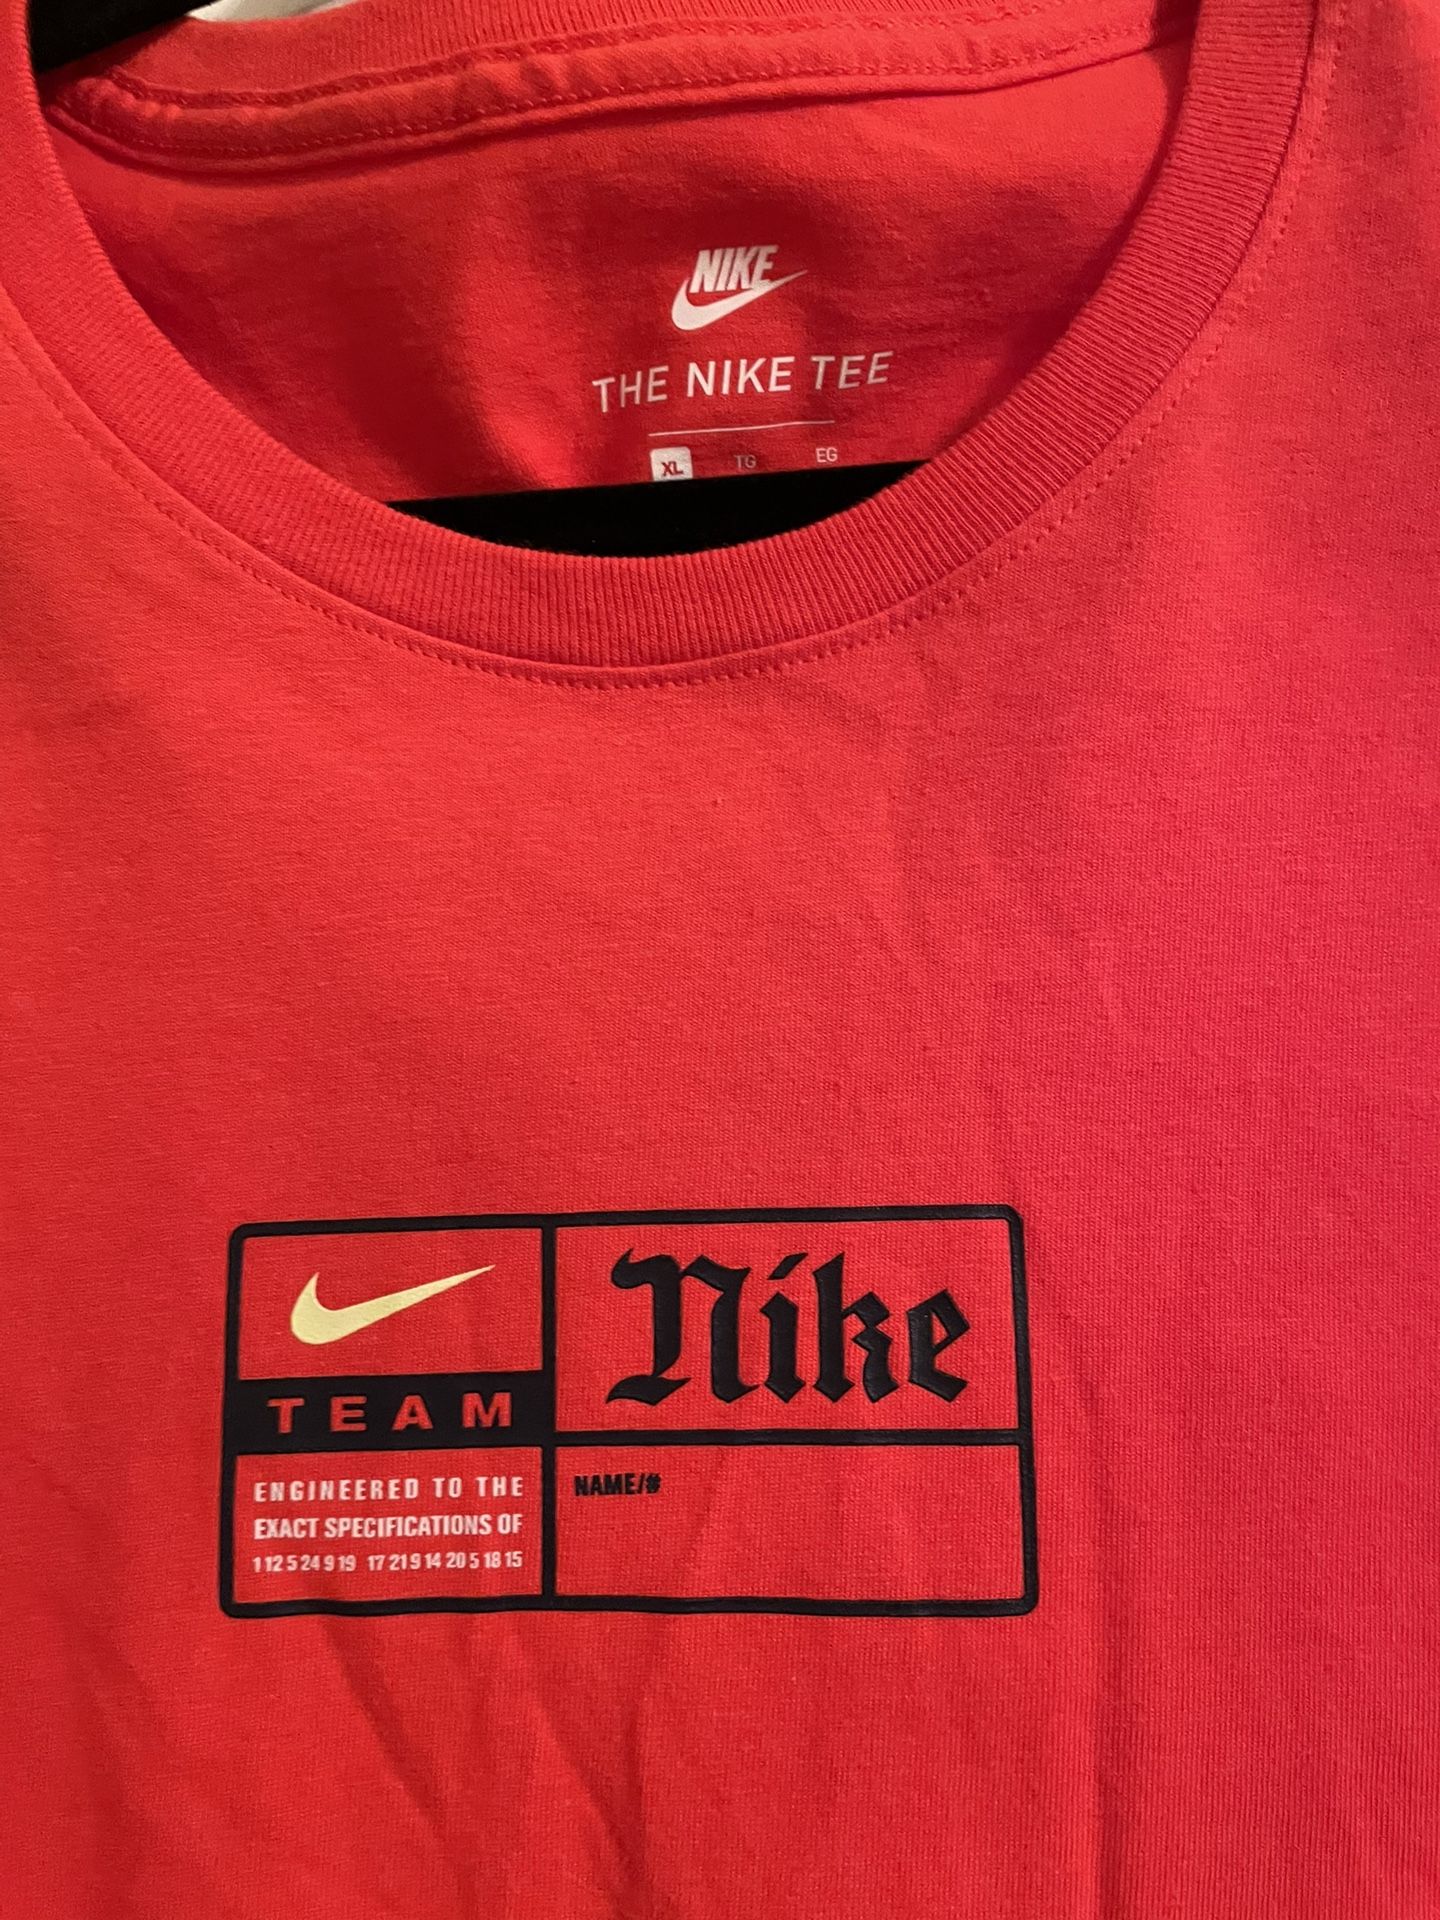 NIKE
THE NIKE TEE
XL TG EG
TEAM
ENGINEERED TO THE
EXACT SPECIFICATIONS OF
1 12 5 24 9 19 17 21 9 14 20 5 18 15
Nike
NAME/#